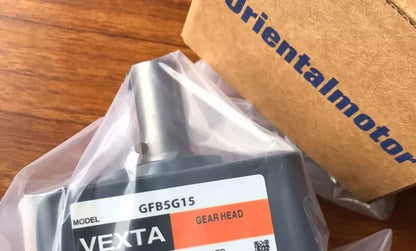 Orientalmotor
MODEL GFB5G15
VEXTA
GEAR HEAD